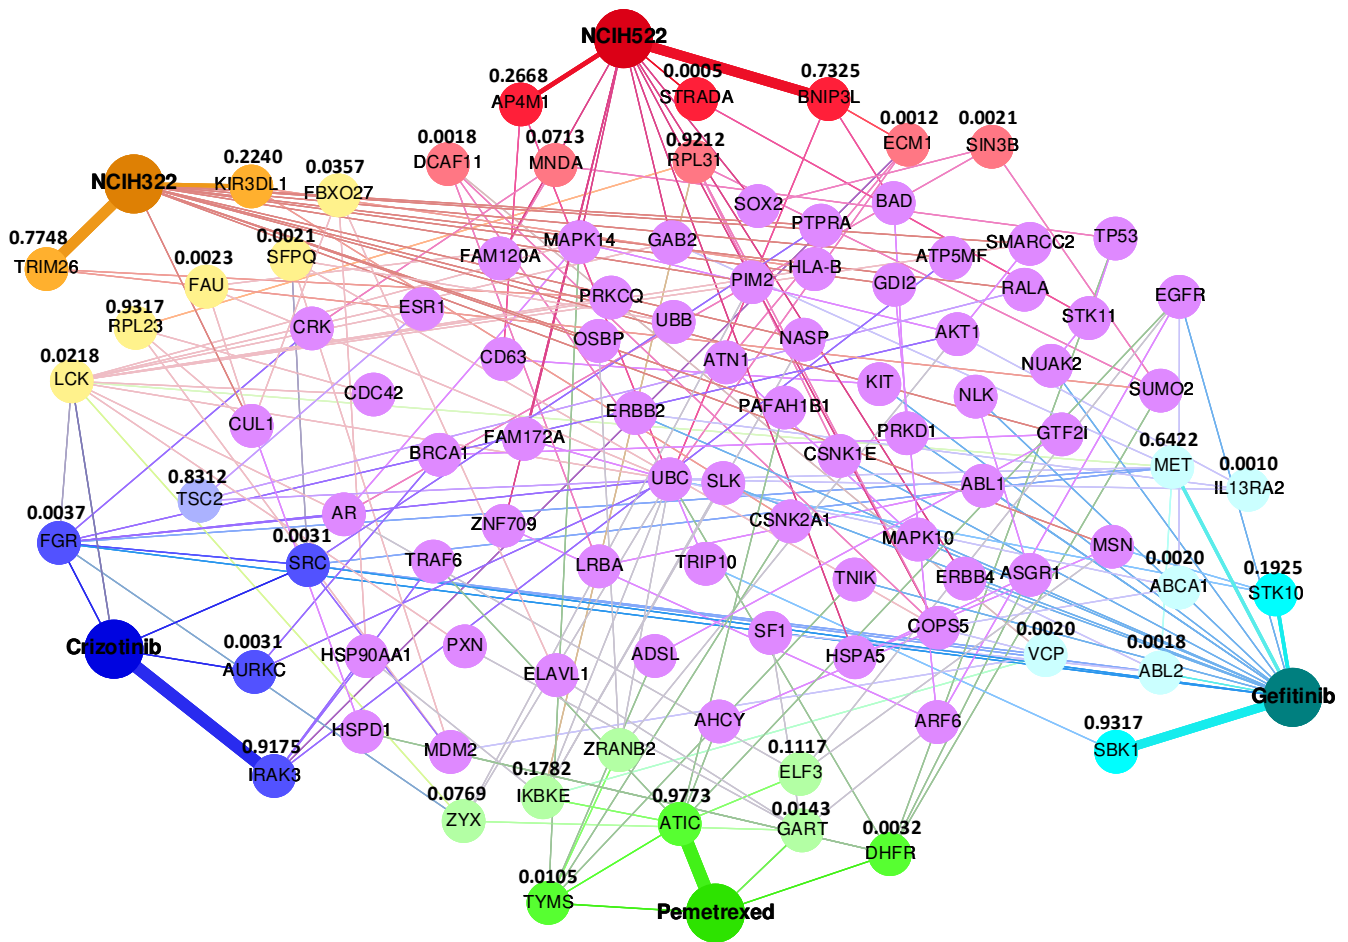 NCIH522
0.2668
AP4M1
0.0005
STRADA
0.7325
BNIP3L
0.0012
ECM1
0.0021
SIN3B
0.0018
DCAF11
0.0713
MNDA
0.9212
RPL31
NCIH322
0.2240
KIR3DL1
0.0357
FBXO27
0.7748
TRIM26
0.0023
FAU
0.0021
SFPQ
0.9317
RPL23
0.0218
LCK
SOX2
PTPRA
BAD
TP53
SMARCC2
ATP5MF
MAPK14
GAB2
FAM120A
PIM2
HLA-B
GDI2
RALA
EGFR
STK11
PRKCQ
ESR1
CRK
UBB
OSBP
NASP
AKT1
CD63
ATN1
NUAK2
SUMO2
CDC42
KIT
NLK
PAFAH1B1
ERBB2
CUL1
FAM172A
BRCA1
PRKD1
GTF2I
CSNK1E
0.6422
MET
0.0010
IL13RA2
UBC
SLK
ABL1
0.8312
TSC2
AR
ZNF709
CSNK2A1
MAPK10
MSN
0.0037
FGR
0.0031
SRC
TRAF6
LRBA
TRIP10
TNIK
ERBB4
ASGR1
0.0020
ABCA1
0.1925
STK10
Crizotinib
0.0031
AURKC
HSP90AA1
PXN
ADSL
SF1
COPS5
HSPA5
0.0020
VCP
0.0018
ABL2
ELAVL1
Gefitinib
HSPD1
MDM2
AHCY
ARF6
0.9317
SBK1
0.9175
IRAK3
ZRANB2
0.1117
ELF3
0.1782
IKBKE
0.0769
ZYX
0.9773
ATIC
0.0143
GART
0.0032
DHFR
0.0105
TYMS
Pemetrexed